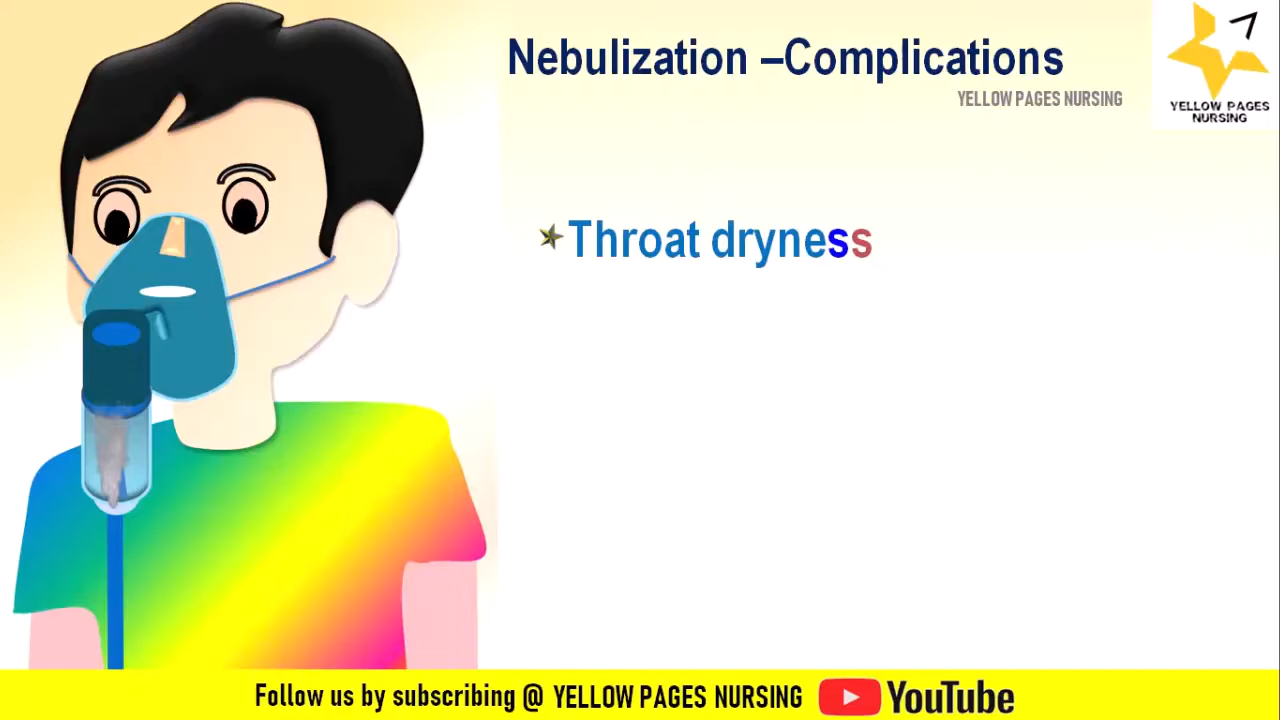 Nebulization –Complications
YELLOW PAGES NURSING
YELLOW PAGES
NURSING
Throat dryness
Follow us by subscribing @ YELLOW PAGES NURSING YouTube